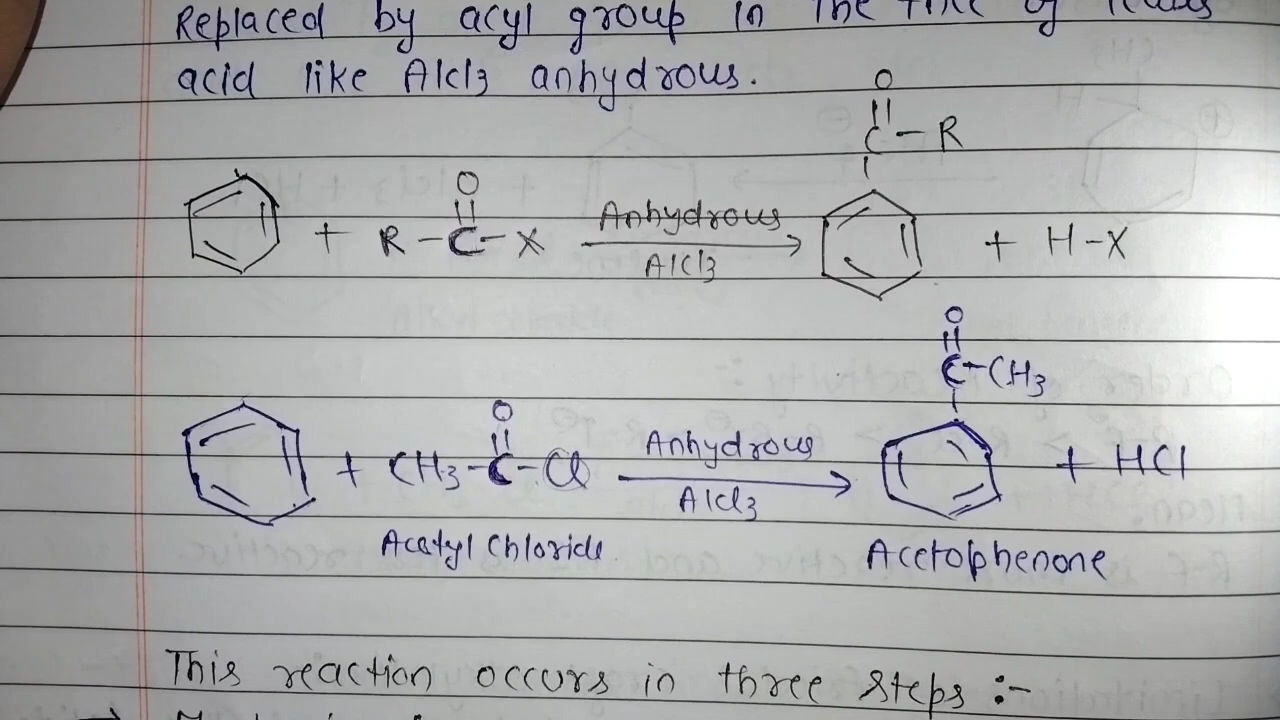 Replaced by acyl group in the
acid like AlCl3 anhydrous.
O
||
C-R
O
||
+ R-C-X Anhydrous AlCl3 + H-X
O
||
C-CH3
O
||
+ CH3-C-Cl Anhydrous AlCl3 + HCl
Acetyl Chloride Acetophenone
This reaction occurs in three steps :-